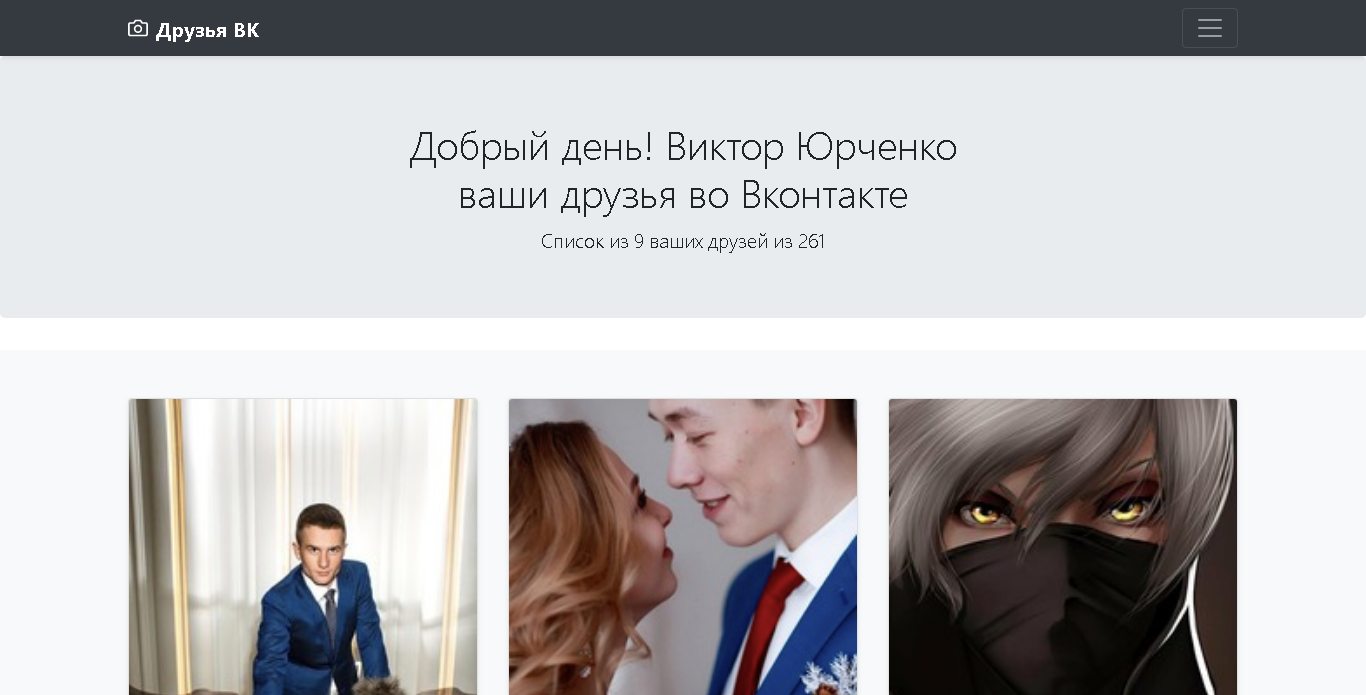 Друзья ВК
Добрый день! Виктор Юрченко
ваши друзья во Вконтакте
Список из 9 ваших друзей из 261